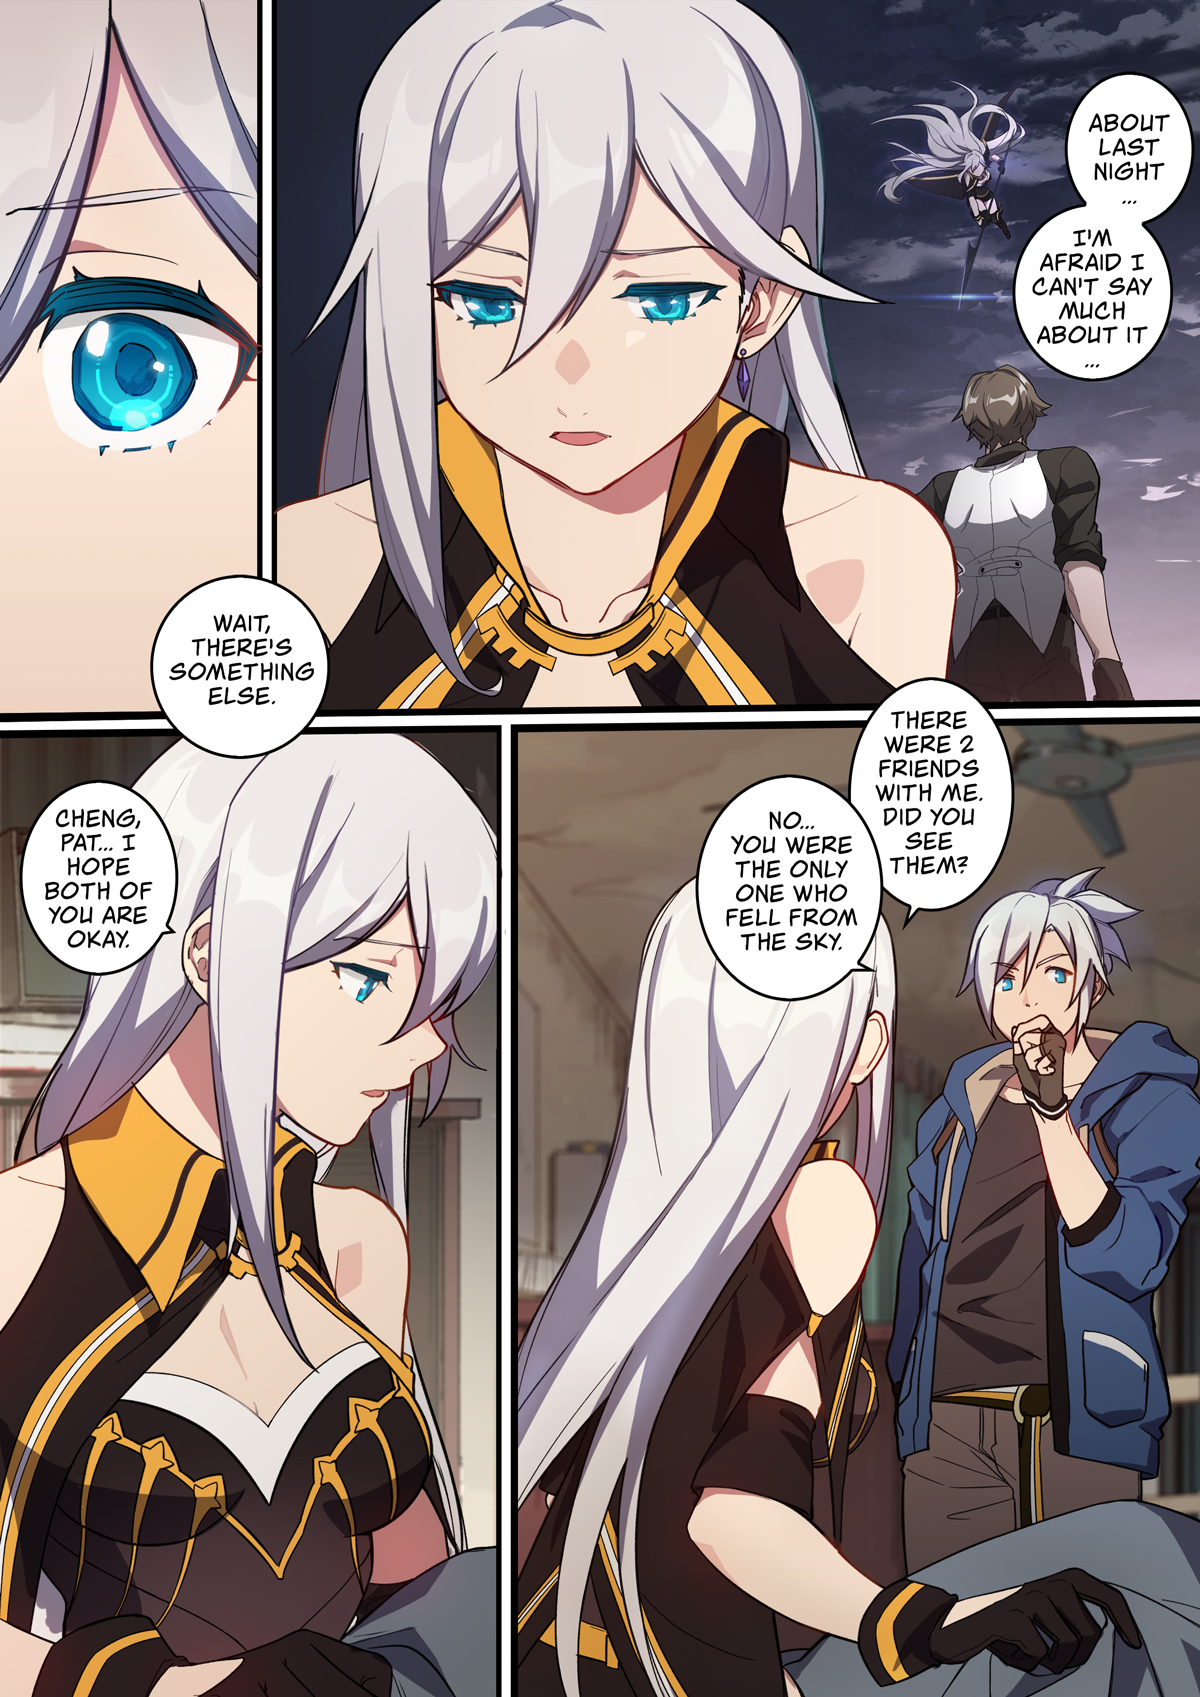 ABOUT
LAST
NIGHT
...
I'M
AFRAID I
CAN'T SAY
MUCH
ABOUT IT
...
WAIT,
THERE'S
SOMETHING
ELSE.
THERE
WERE 2
FRIENDS
WITH ME.
DID YOU
SEE
THEM?
NO...
YOU WERE
THE ONLY
ONE WHO
FELL FROM
THE SKY.
CHENG,
PAT... I
HOPE
BOTH OF
YOU ARE
OKAY.